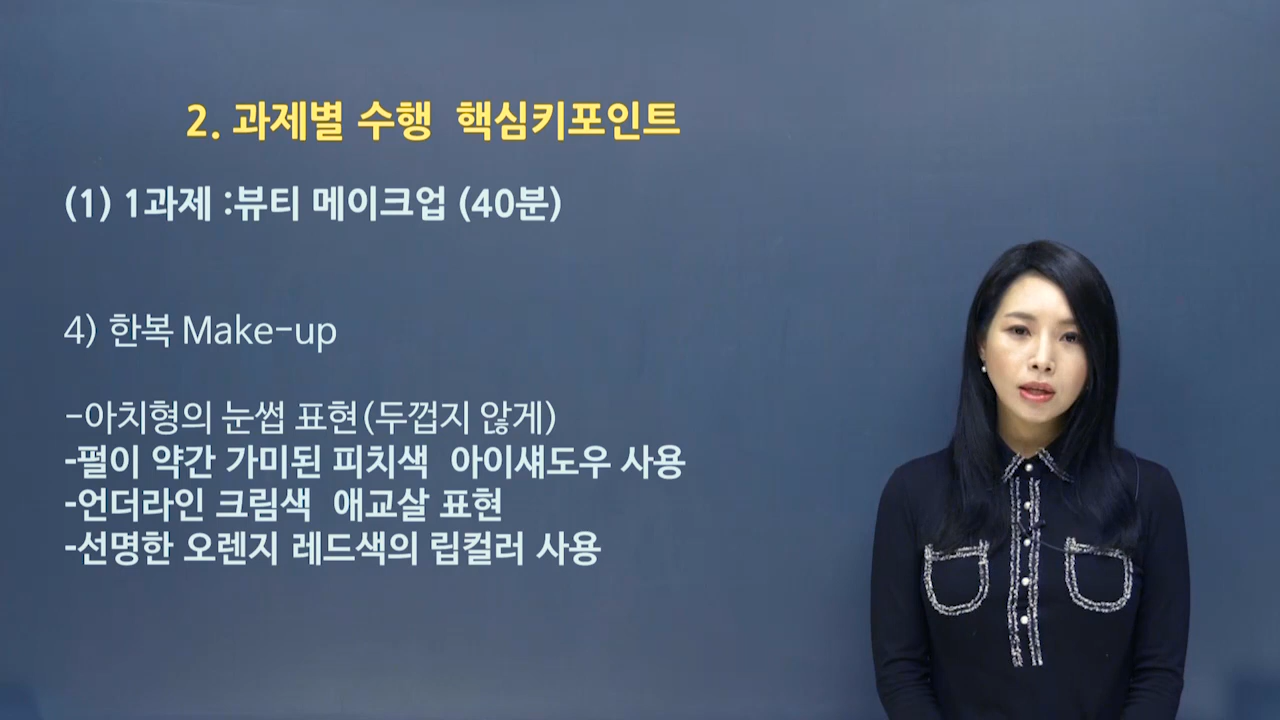 2. 과제별 수행 핵심키포인트
(1) 1과제 :뷰티 메이크업 (40분)
4) 한복 Make-up
-아치형의 눈썹 표현(두껍지 않게)
-펄이 약간 가미된 피치색 아이섀도우 사용
-언더라인 크림색 애교살 표현
-선명한 오렌지 레드색의 립컬러 사용